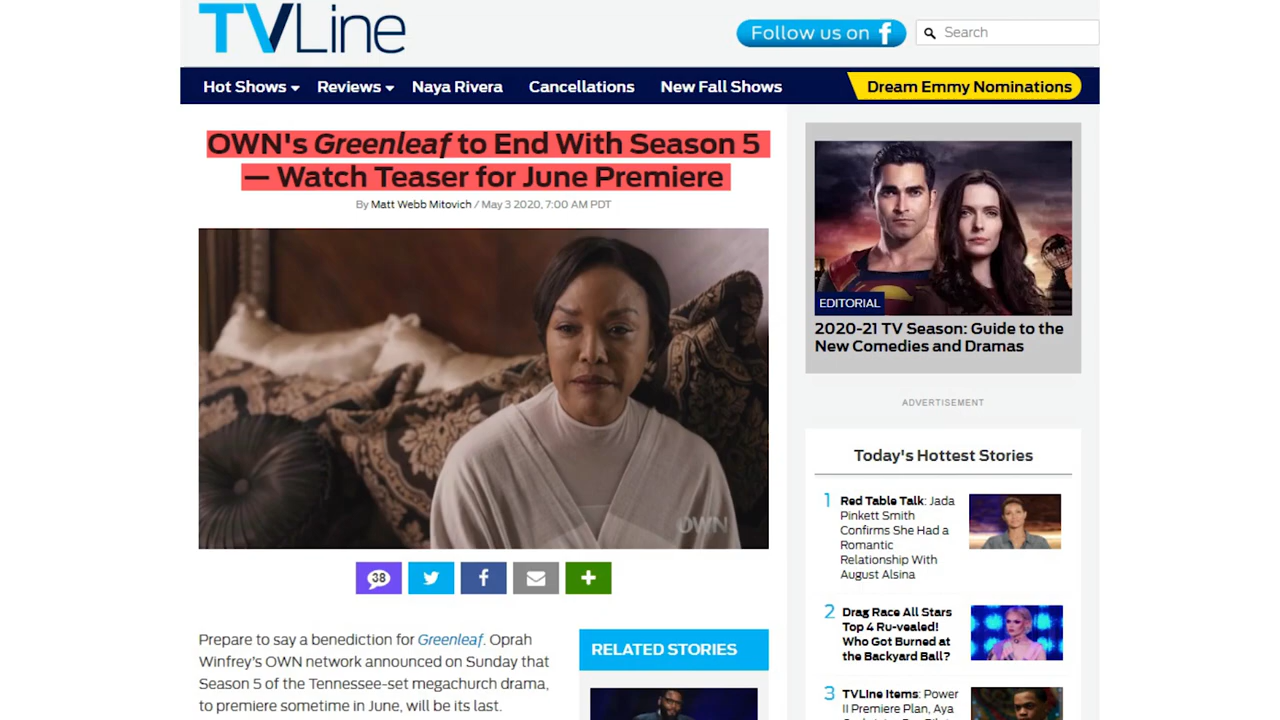 TVLine
Follow us on f
Search
Hot Shows
Reviews
Naya Rivera
Cancellations
New Fall Shows
Dream Emmy Nominations
OWN's Greenleaf to End With Season 5
— Watch Teaser for June Premiere
By Matt Webb Mitovich / May 3 2020, 7:00 AM PDT
OWN
38
Prepare to say a benediction for Greenleaf. Oprah
Winfrey's OWN network announced on Sunday that
Season 5 of the Tennessee-set megachurch drama,
to premiere sometime in June, will be its last.
RELATED STORIES
EDITORIAL
2020-21 TV Season: Guide to the
New Comedies and Dramas
ADVERTISEMENT
Today's Hottest Stories
1
Red Table Talk: Jada
Pinkett Smith
Confirms She Had a
Romantic
Relationship With
August Alsina
2
Drag Race All Stars
Top 4 Ru-vealed!
Who Got Burned at
the Backyard Ball?
3
TVLine Items: Power
II Premiere Plan, Aya